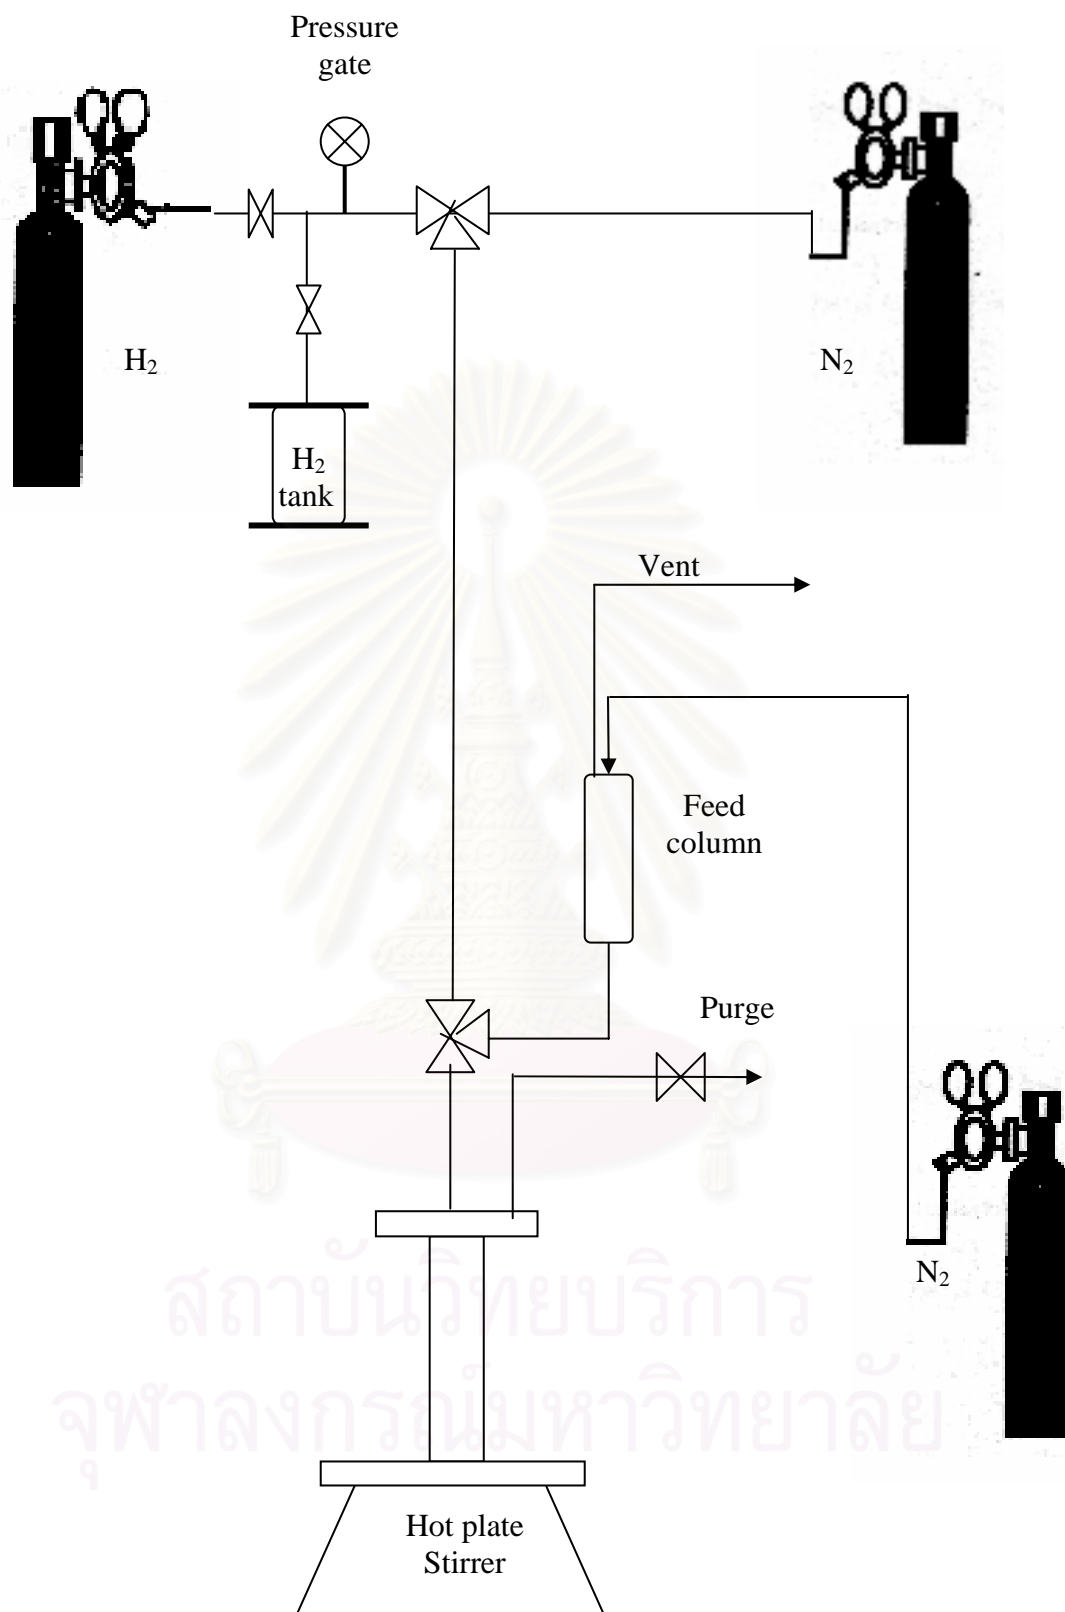 Pressure
gate
H₂
N₂
H₂
tank
Vent
Feed
column
Purge
N₂
สถาบันวิทยบริการ
จุฬาลงกรณ์มหาวิทยาลัย
Hot plate
Stirrer